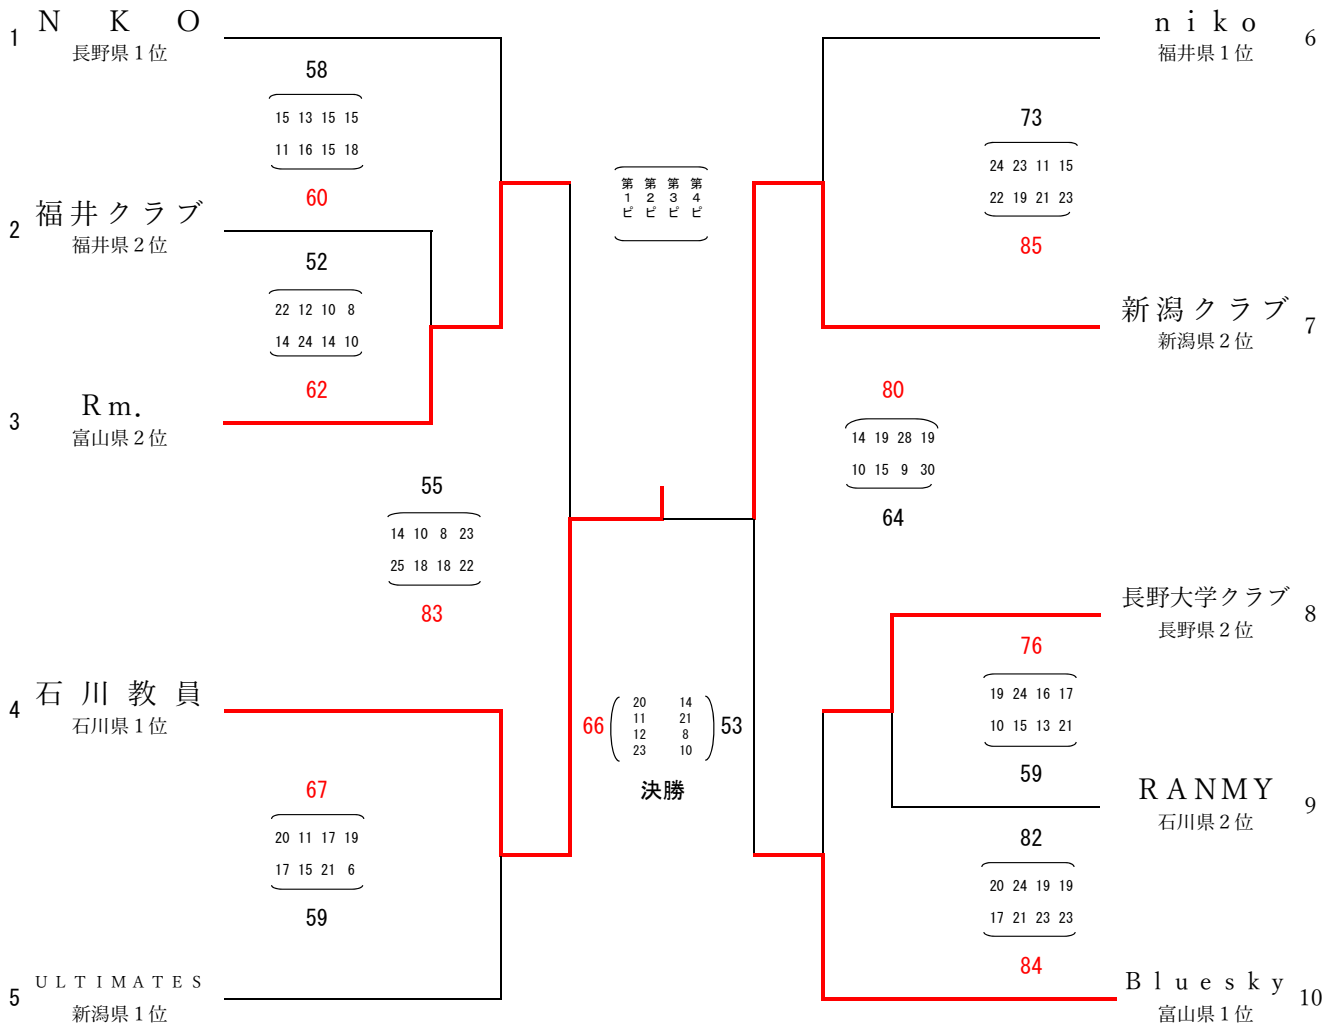 1
N K O
長野県１位
58
15 13 15 15
11 16 15 18
60
2
福井クラブ
福井県２位
52
22 12 10 8
14 24 14 10
62
3
Rm.
富山県２位
55
14 10 8 23
25 18 18 22
83
4
石川教員
石川県１位
67
20 11 17 19
17 15 21 6
59
5
ULTIMATES
新潟県１位
第1ピ 第2ピ 第3ピ 第4ピ
66
20 14
11 21
12 8
23 10
53
決勝
niko
6
福井県１位
73
24 23 11 15
22 19 21 23
85
新潟クラブ
7
新潟県２位
80
14 19 28 19
10 15 9 30
64
長野大学クラブ
8
長野県２位
76
19 24 16 17
10 15 13 21
59
RANMY
9
石川県２位
82
20 24 19 19
17 21 23 23
84
Bluesky
10
富山県１位